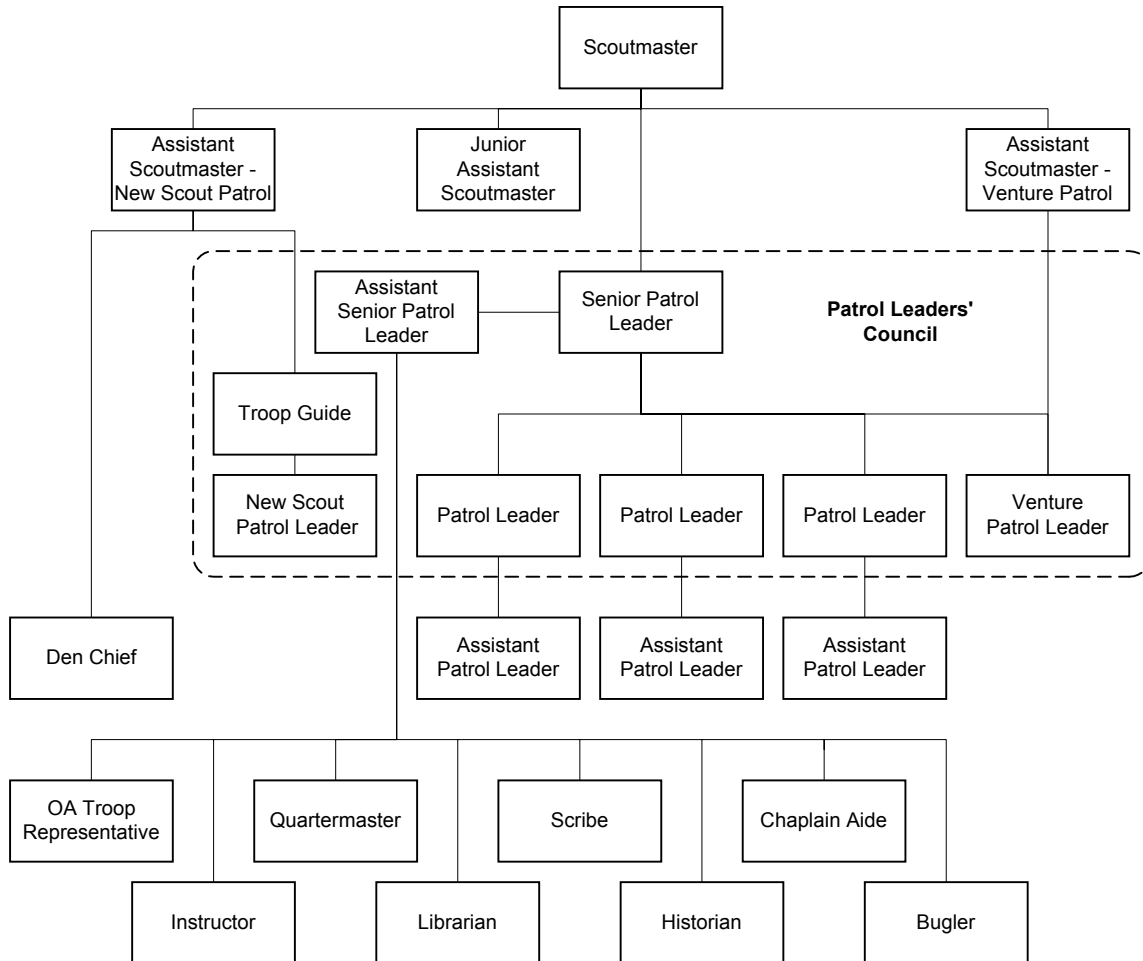 Scoutmaster
Assistant
Scoutmaster -
New Scout Patrol
Junior
Assistant
Scoutmaster
Assistant
Scoutmaster -
Venture Patrol
Assistant
Senior Patrol
Leader
Senior Patrol
Leader
Patrol Leaders'
Council
Troop Guide
New Scout
Patrol Leader
Patrol Leader
Patrol Leader
Patrol Leader
Venture
Patrol Leader
Den Chief
Assistant
Patrol Leader
Assistant
Patrol Leader
Assistant
Patrol Leader
OA Troop
Representative
Quartermaster
Scribe
Chaplain Aide
Instructor
Librarian
Historian
Bugler